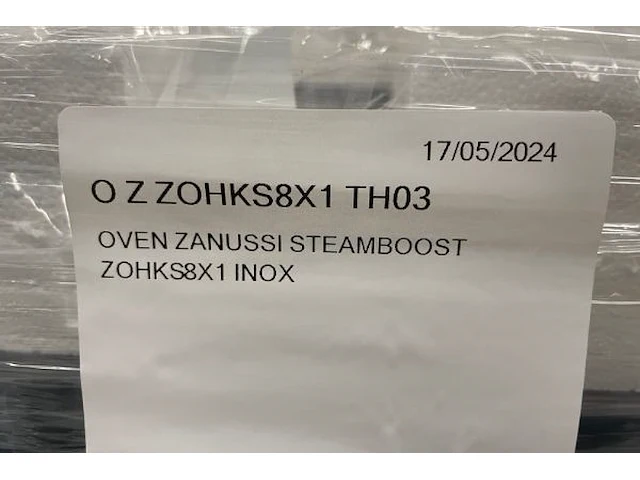 17/05/2024
O Z ZOHKS8X1 TH03
OVEN ZANUSSI STEAMBOOST
ZOHKS8X1 INOX